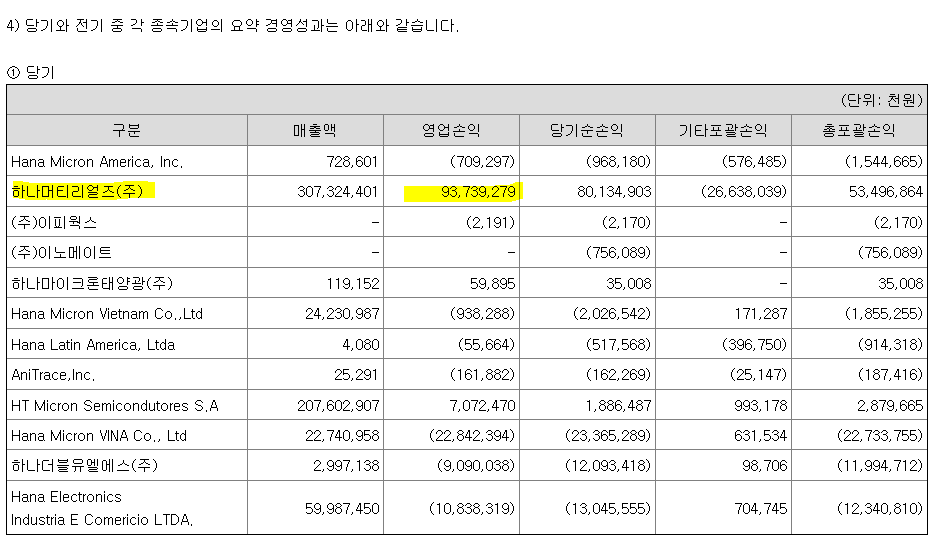 4) 당기와 전기 중 각 종속기업의 요약 경영성과는 아래와 같습니다.
① 당기
(단위: 천원)
구분 매출액 영업손익 당기순손익 기타포괄손익 총포괄손익
Hana Micron America, Inc. 728,601 (709,297) (968,180) (576,485) (1,544,665)
하나머티리얼즈(주) 307,324,401 93,739,279 80,134,903 (26,638,039) 53,496,864
(주)이피웍스 - (2,191) (2,170) - (2,170)
(주)이노메이트 - - (756,089) - (756,089)
하나마이크론태양광(주) 119,152 59,895 35,008 - 35,008
Hana Micron Vietnam Co.,Ltd 24,230,987 (938,288) (2,026,542) 171,287 (1,855,255)
Hana Latin America, Ltda 4,080 (55,664) (517,568) (396,750) (914,318)
AniTrace,Inc. 25,291 (161,882) (162,269) (25,147) (187,416)
HT Micron Semicondutores S.A 207,602,907 7,072,470 1,886,487 993,178 2,879,665
Hana Micron VINA Co., Ltd 22,740,958 (22,842,394) (23,365,289) 631,534 (22,733,755)
하나더블유엘에스(주) 2,997,138 (9,090,038) (12,093,418) 98,706 (11,994,712)
Hana Electronics
Industria E Comericio LTDA. 59,987,450 (10,838,319) (13,045,555) 704,745 (12,340,810)